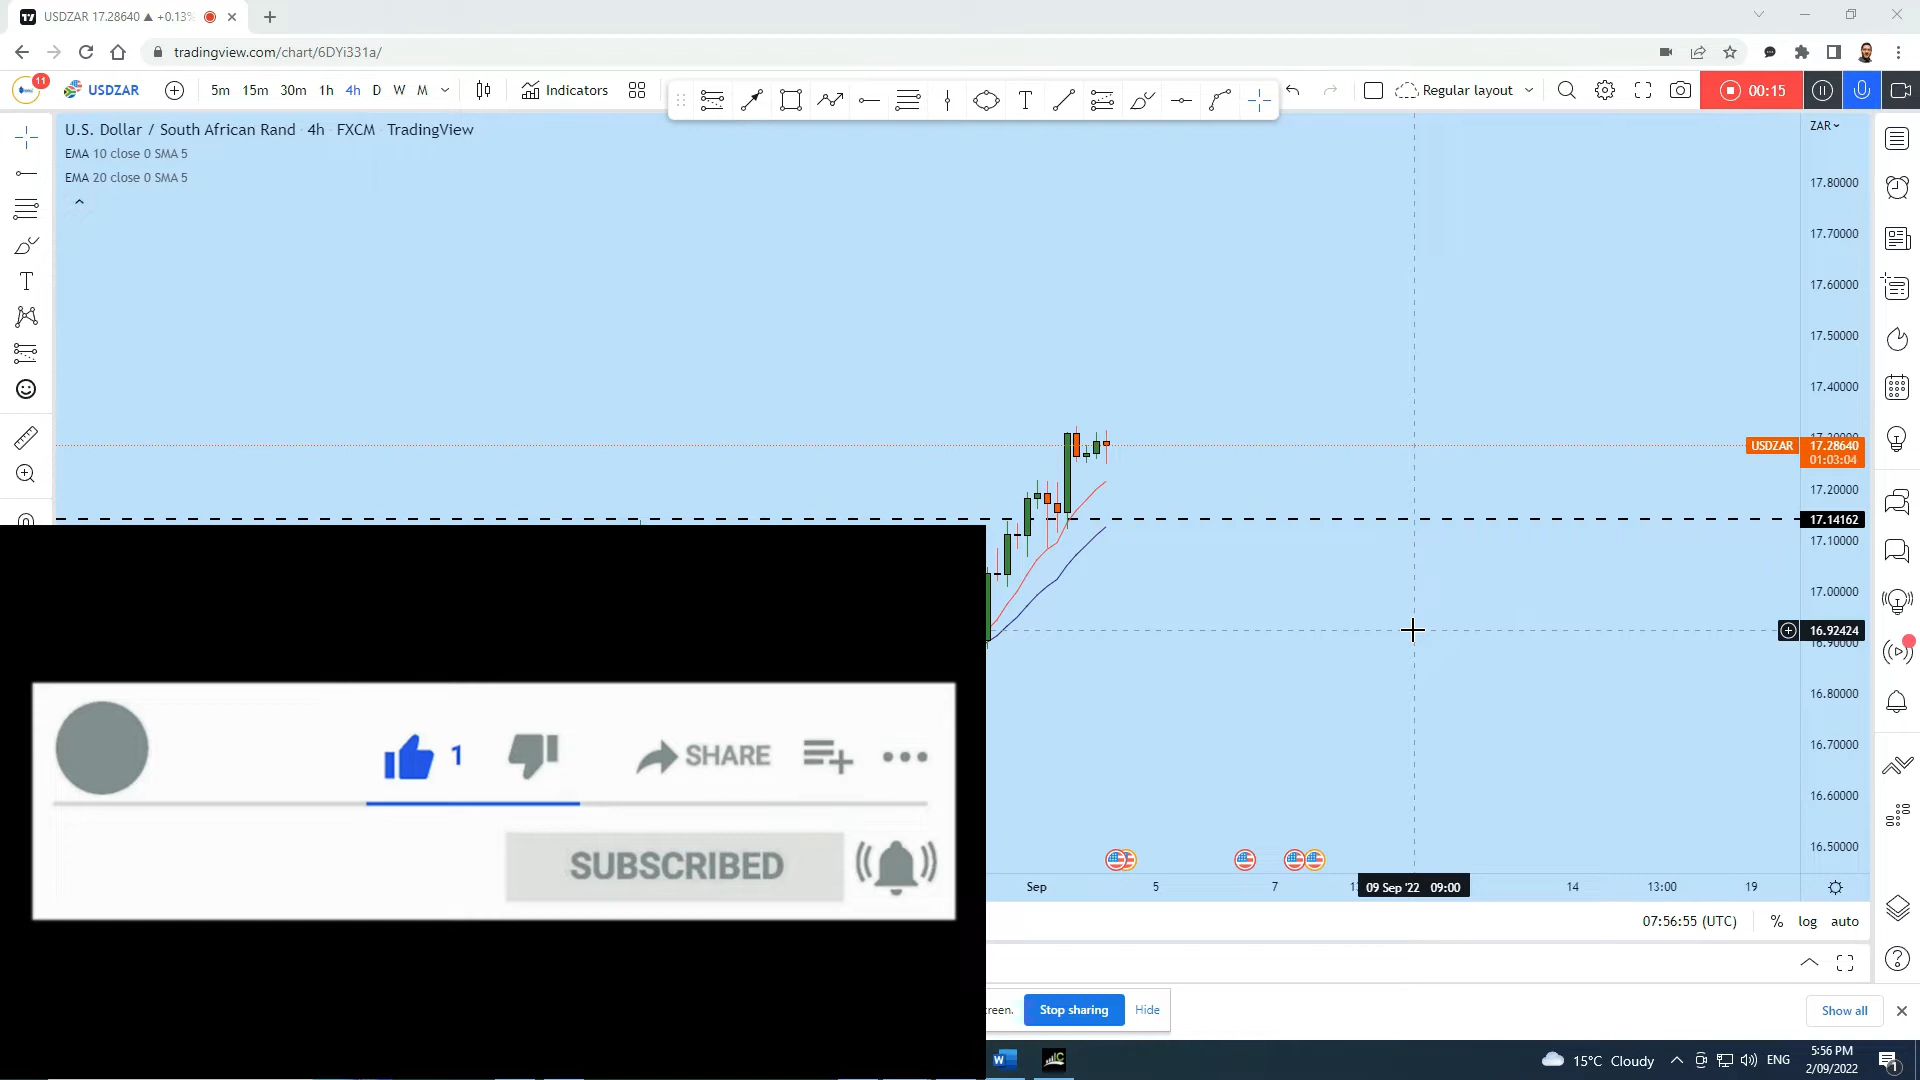 USDZAR 17.28640 ▲ +0.13%
tradingview.com/chart/6DYi331a/
11
USDZAR
5m 15m 30m 1h 4h D W M
Indicators
T
Regular layout
00:15
U.S. Dollar / South African Rand 4h FXCM TradingView
EMA 10 close 0 SMA 5
EMA 20 close 0 SMA 5
ZAR
17.80000
17.70000
17.60000
17.50000
17.40000
USDZAR 17.28640
01:03:04
17.20000
17.14162
17.10000
17.00000
16.92424
16.80000
16.70000
16.60000
16.50000
1 SHARE
SUBSCRIBED
Sep 5 7 09 Sep '22 09:00 14 13:00 19
07:56:55 (UTC) % log auto
Stop sharing Hide
Show all
15°C Cloudy ENG
5:56 PM
2/09/2022
1